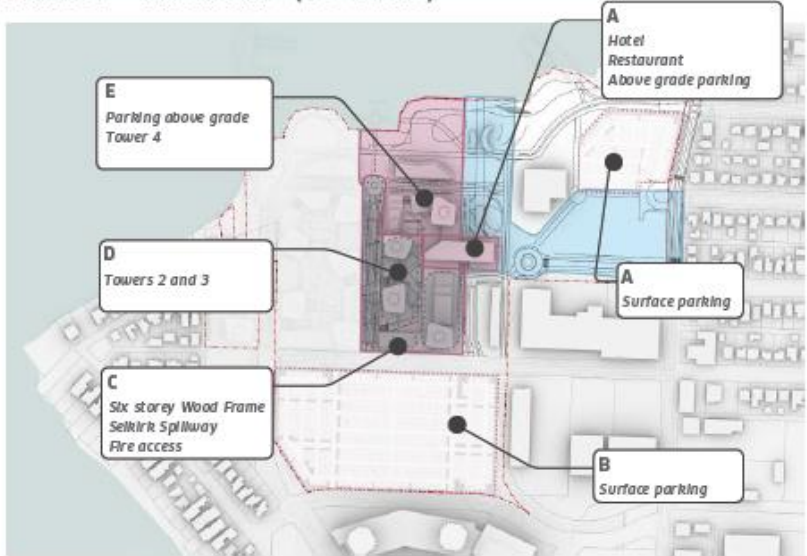 A
Hotel
Restaurant
Above grade parking
E
Parking above grade
Tower 4
D
Towers 2 and 3
A
Surface parking
C
Six storey Wood Frame
Selkirk Spillway
Fire access
B
Surface parking